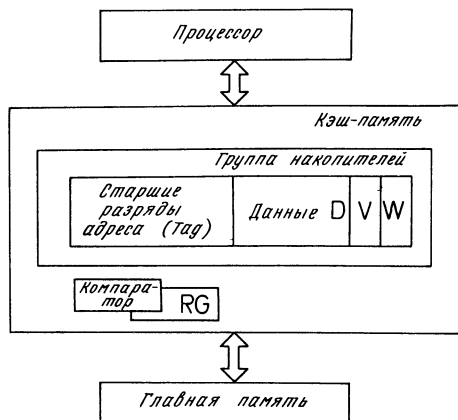 Процессор
Кэш-память
Группа накопителей
Старшие
разряды
адреса (Tag)
Данные D V W
Компара-
тор
RG
Главная память